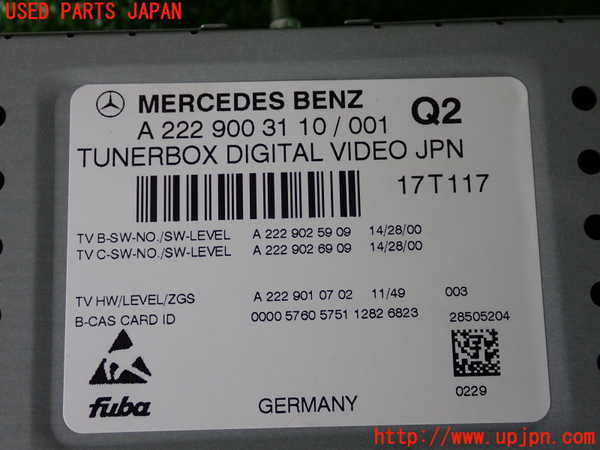 USED PARTS JAPAN
MERCEDES BENZ
Q2
A 222 900 31 10 / 001
TUNERBOX DIGITAL VIDEO JPN
17T117
TV B-SW-NO./SW-LEVEL A 222 902 59 09 14/28/00
TV C-SW-NO./SW-LEVEL A 222 902 69 09 14/28/00
TV HW/LEVEL/ZGS A 222 901 07 02 11/49 003
B-CAS CARD ID 0000 5760 5751 1282 6823 28505204
0229
fuba
GERMANY
http://www.upjpn.com/